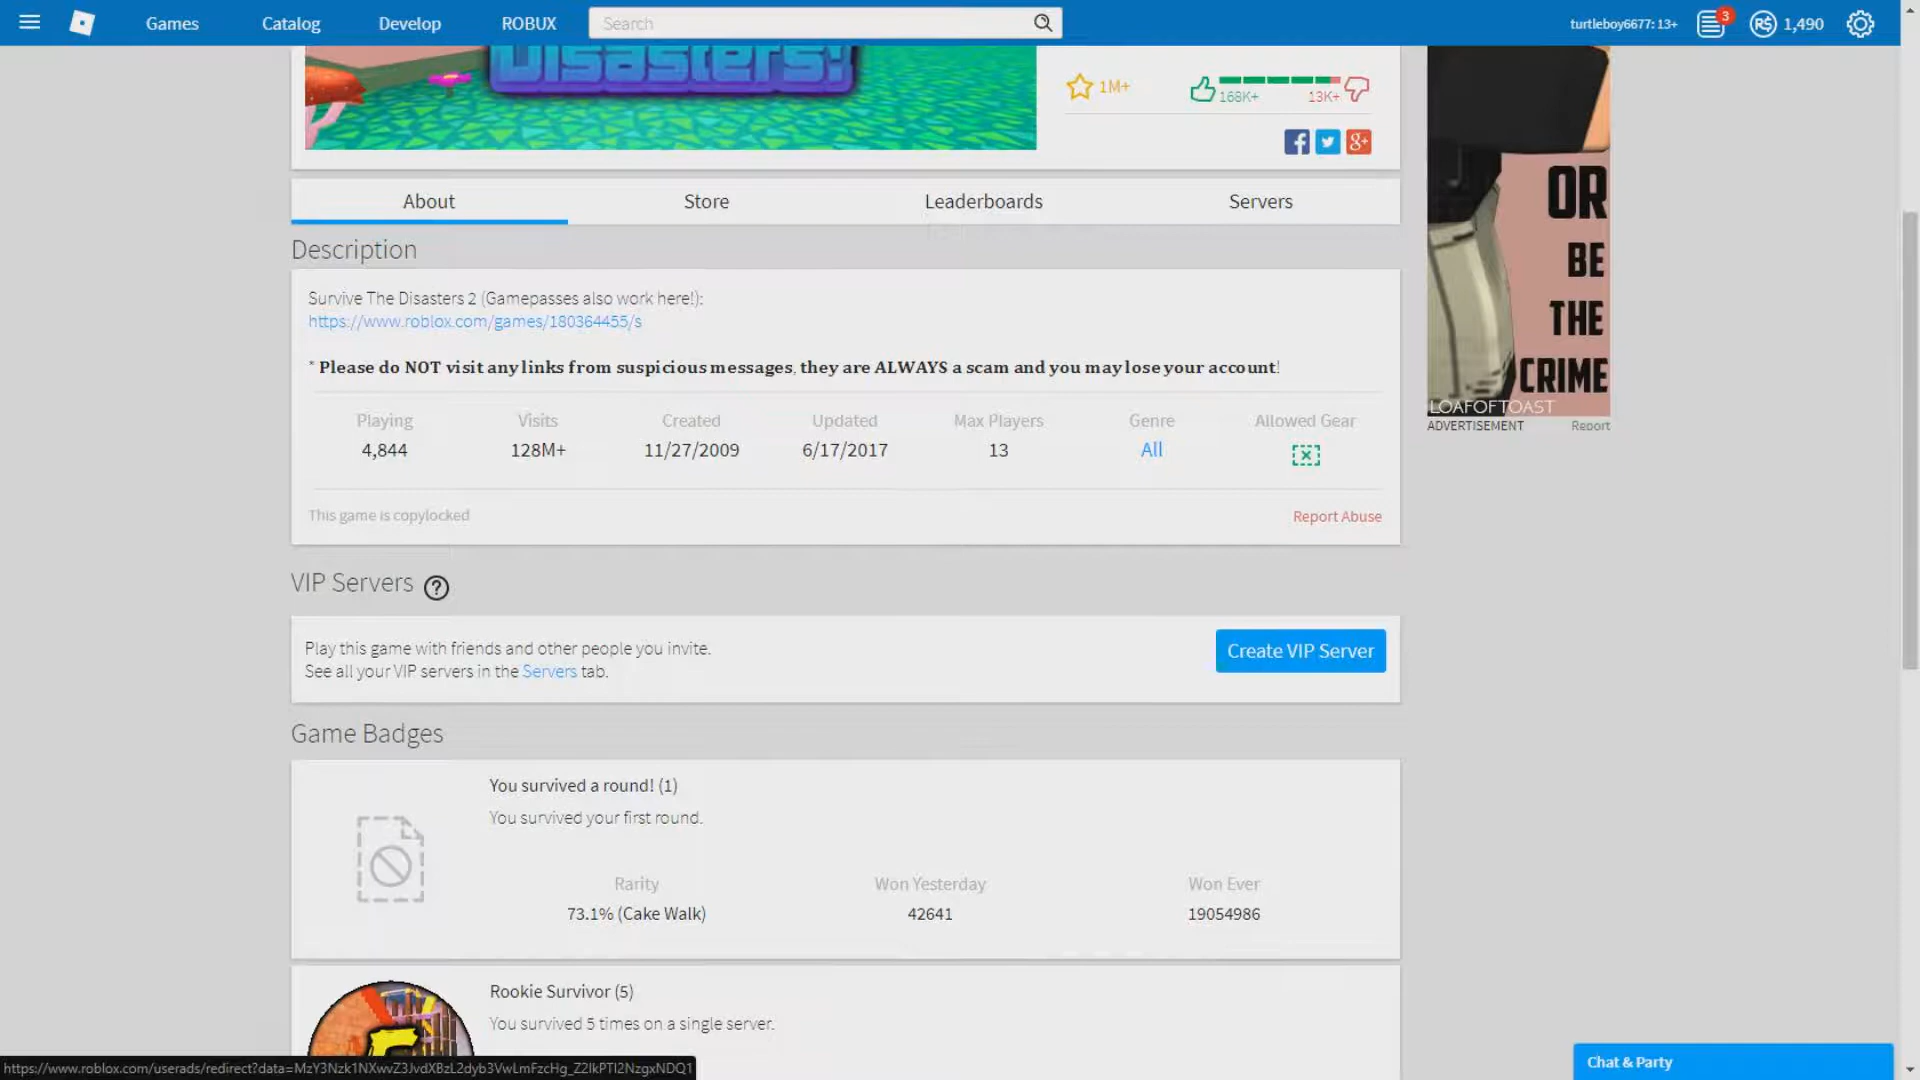 Games
Catalog
Develop
ROBUX
Search
turtleboy6677: 13+
3
R$
1,490
Disasters!
1M+
168K+
13K+
About
Store
Leaderboards
Servers
Description
Survive The Disasters 2 (Gamepasses also work here!):
https://www.roblox.com/games/180364455/s
* Please do NOT visit any links from suspicious messages, they are ALWAYS a scam and you may lose your account!
Playing
Visits
Created
Updated
Max Players
Genre
Allowed Gear
4,844
128M+
11/27/2009
6/17/2017
13
All
This game is copylocked
Report Abuse
VIP Servers ?
Play this game with friends and other people you invite.
See all your VIP servers in the Servers tab.
Create VIP Server
Game Badges
You survived a round! (1)
You survived your first round.
Rarity
Won Yesterday
Won Ever
73.1% (Cake Walk)
42641
19054986
Rookie Survivor (5)
You survived 5 times on a single server.
OR
BE
THE
CRIME
LOAFOFTOAST
ADVERTISEMENT
Report
Chat & Party